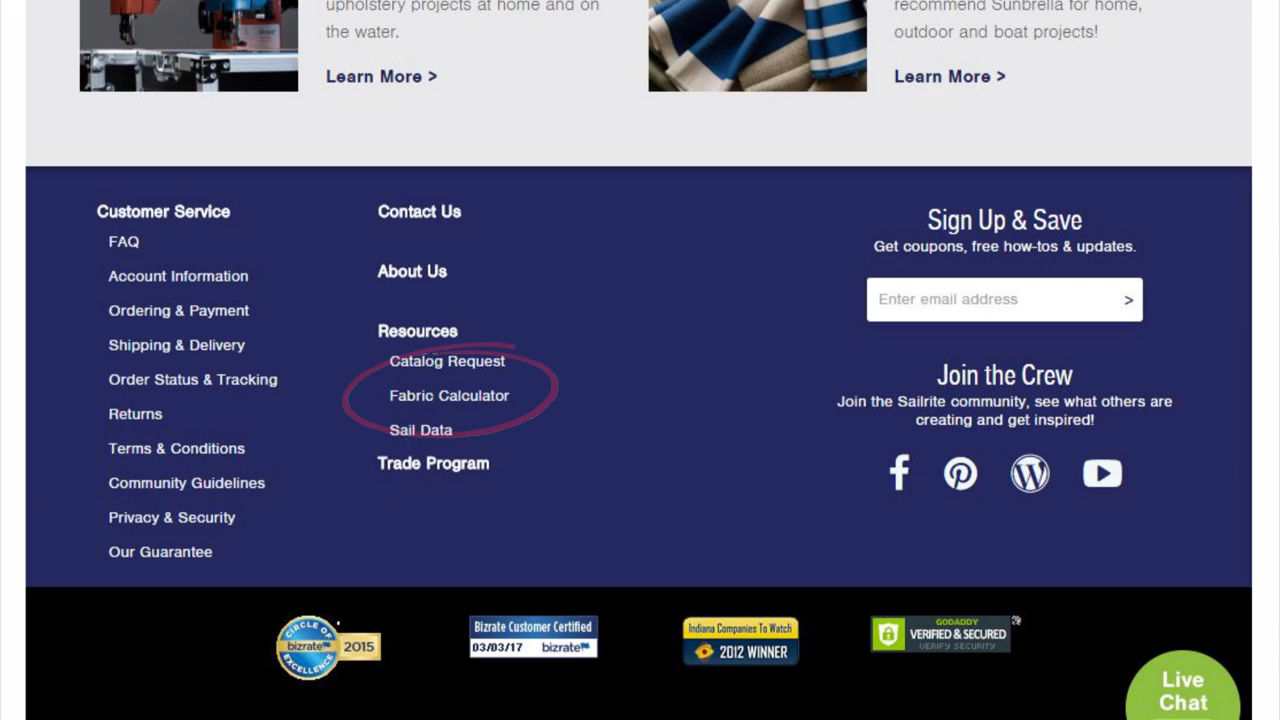 upholstery projects at home and on
the water.
Learn More >
recommend Sunbrella for home,
outdoor and boat projects!
Learn More >
Customer Service
FAQ
Account Information
Ordering & Payment
Shipping & Delivery
Order Status & Tracking
Returns
Terms & Conditions
Community Guidelines
Privacy & Security
Our Guarantee
Contact Us
About Us
Resources
Catalog Request
Fabric Calculator
Sail Data
Trade Program
Sign Up & Save
Get coupons, free how-tos & updates.
Enter email address >
Join the Crew
Join the Sailrite community, see what others are
creating and get inspired!
CIRCLE OF
bizrate
EXCELLENCE
2015
Bizrate Customer Certified
03/03/17 bizrate
Indiana Companies To Watch
2012 WINNER
GODADDY
VERIFIED & SECURED
VERIFY SECURITY
Live
Chat